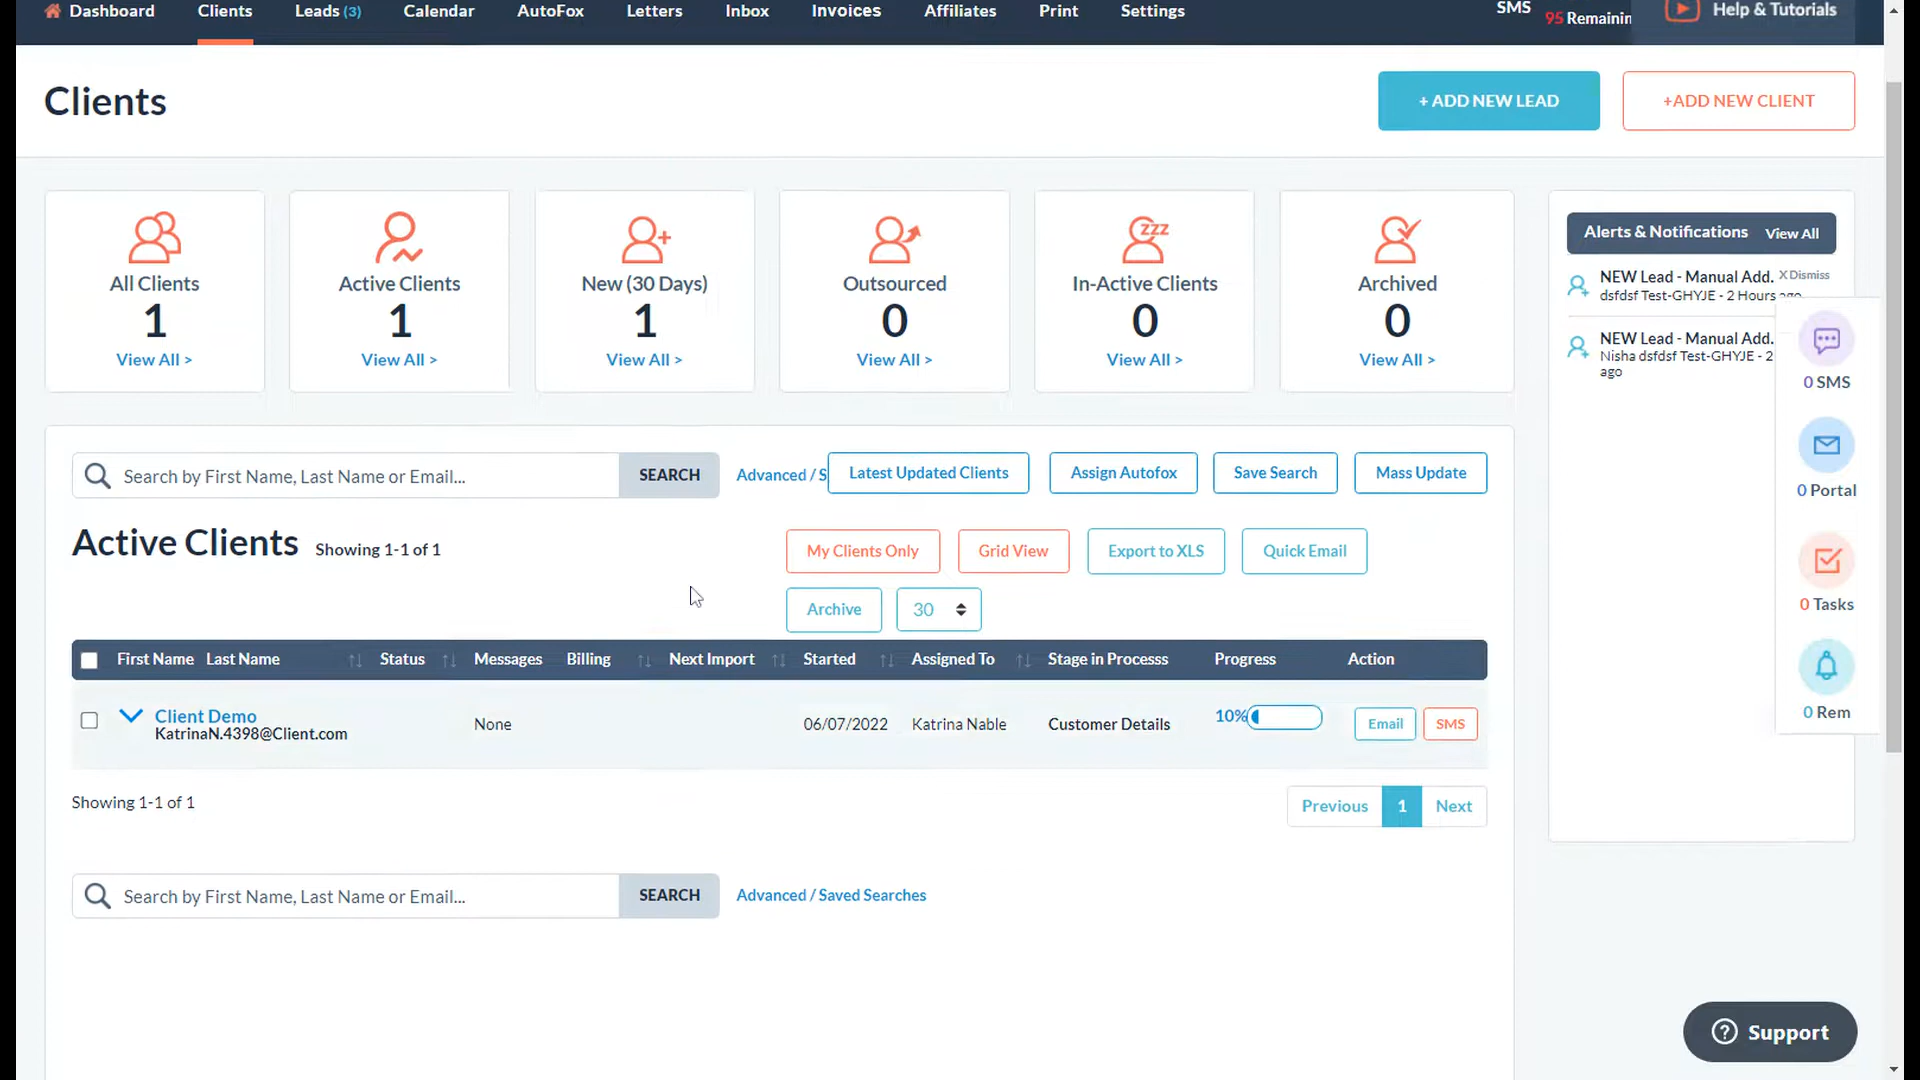 Dashboard Clients Leads (3) Calendar AutoFox Letters Inbox Invoices Affiliates Print Settings SMS 95 Remainin Help & Tutorials
Clients
+ ADD NEW LEAD
+ADD NEW CLIENT
All Clients
1
View All >
Active Clients
1
View All >
New (30 Days)
1
View All >
Outsourced
0
View All >
ZZZ
In-Active Clients
0
View All >
Archived
0
View All >
Alerts & Notifications View All
NEW Lead - Manual Add. X Dismiss
dsfdsf Test-GHYJE - 2 Hours ago
NEW Lead - Manual Add.
Nisha dsfdsf Test-GHYJE - 2
ago
0 SMS
0 Portal
0 Tasks
0 Rem
Search by First Name, Last Name or Email... SEARCH Advanced / S Latest Updated Clients Assign Autofox Save Search Mass Update
Active Clients Showing 1-1 of 1 My Clients Only Grid View Export to XLS Quick Email
Archive 30
First Name Last Name Status Messages Billing Next Import Started Assigned To Stage in Processs Progress Action
Client Demo
KatrinaN.4398@Client.com
None 06/07/2022 Katrina Nable Customer Details 10% Email SMS
Showing 1-1 of 1 Previous 1 Next
Search by First Name, Last Name or Email... SEARCH Advanced / Saved Searches
? Support